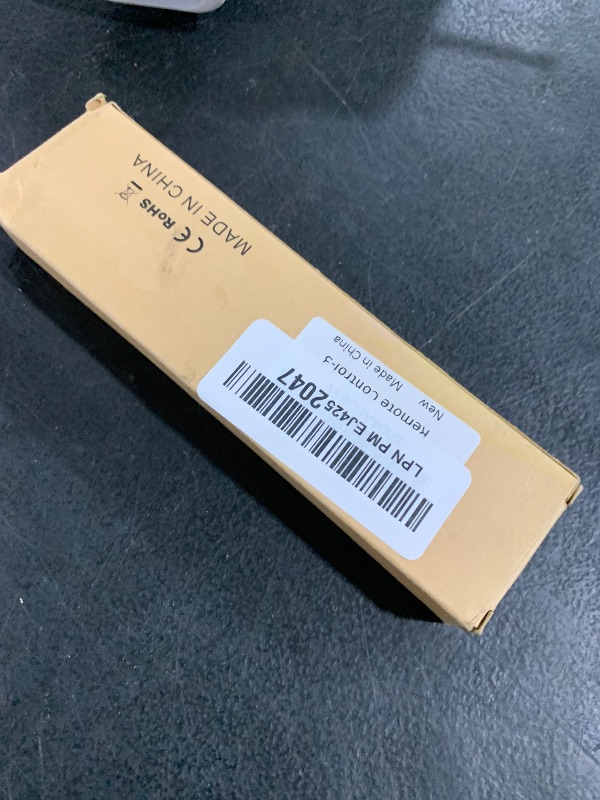 CE RoHS
MADE IN CHINA
LPN PM EJ4252047
Remote Control-3
New
Made in China